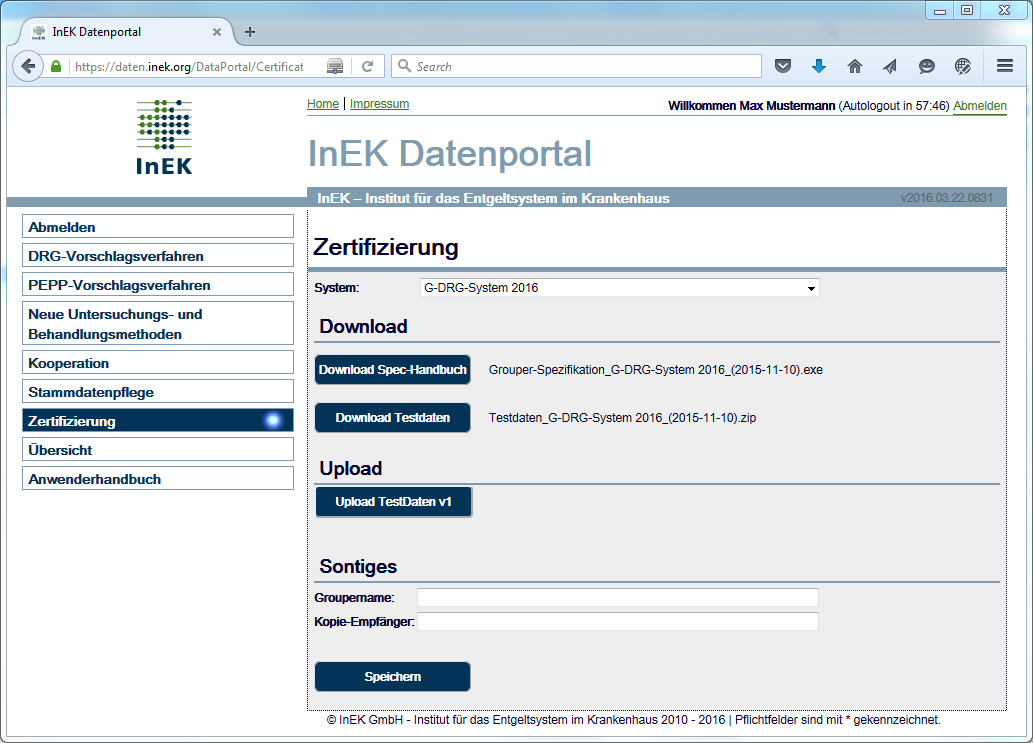 InEK Datenportal
https://daten.inek.org/DataPortal/Certificat
Search
InEK
Home | Impressum
Willkommen Max Mustermann (Autologout in 57:46) Abmelden
InEK
InEK Datenportal
InEK – Institut für das Entgeltsystem im Krankenhaus
v2016.03.22.0831
Abmelden
DRG-Vorschlagsverfahren
PEPP-Vorschlagsverfahren
Neue Untersuchungs- und
Behandlungsmethoden
Kooperation
Stammdatenpflege
Zertifizierung
Übersicht
Anwenderhandbuch
Zertifizierung
System: G-DRG-System 2016
Download
Download Spec-Handbuch Grouper-Spezifikation_G-DRG-System 2016_(2015-11-10).exe
Download Testdaten Testdaten_G-DRG-System 2016_(2015-11-10).zip
Upload
Upload TestDaten v1
Sontiges
Groupername:
Kopie-Empfänger:
Speichern
© InEK GmbH - Institut für das Entgeltsystem im Krankenhaus 2010 - 2016 | Pflichtfelder sind mit * gekennzeichnet.